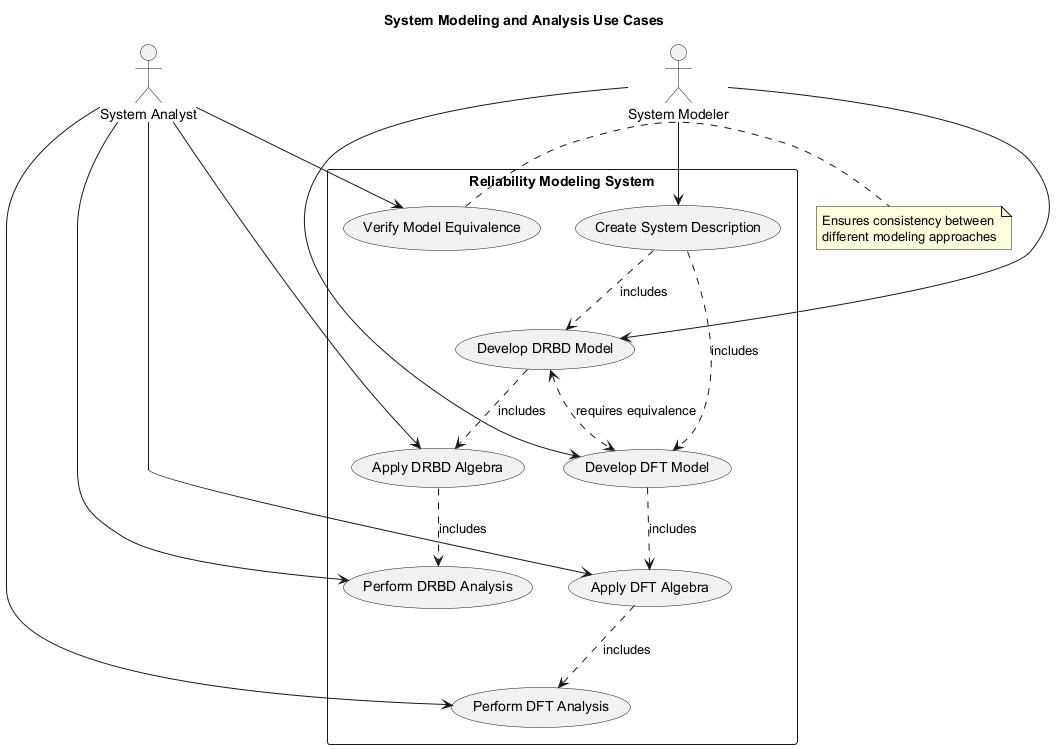 System Modeling and Analysis Use Cases
System Analyst
System Modeler
Reliability Modeling System
Verify Model Equivalence
Create System Description
Ensures consistency between
different modeling approaches
includes
Develop DRBD Model
includes
includes
requires equivalence
Apply DRBD Algebra
Develop DFT Model
includes
includes
Perform DRBD Analysis
Apply DFT Algebra
includes
Perform DFT Analysis